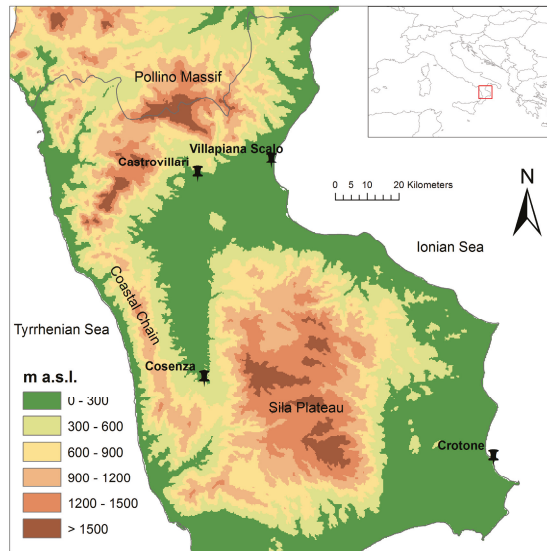 Pollino Massif
Villapiana Scalo
Castrovillari
0 5 10 20 Kilometers
N
Ionian Sea
Coastal Chain
Tyrrhenian Sea
Cosenza
Sila Plateau
Crotone
m a.s.l.
0 - 300
300 - 600
600 - 900
900 - 1200
1200 - 1500
> 1500